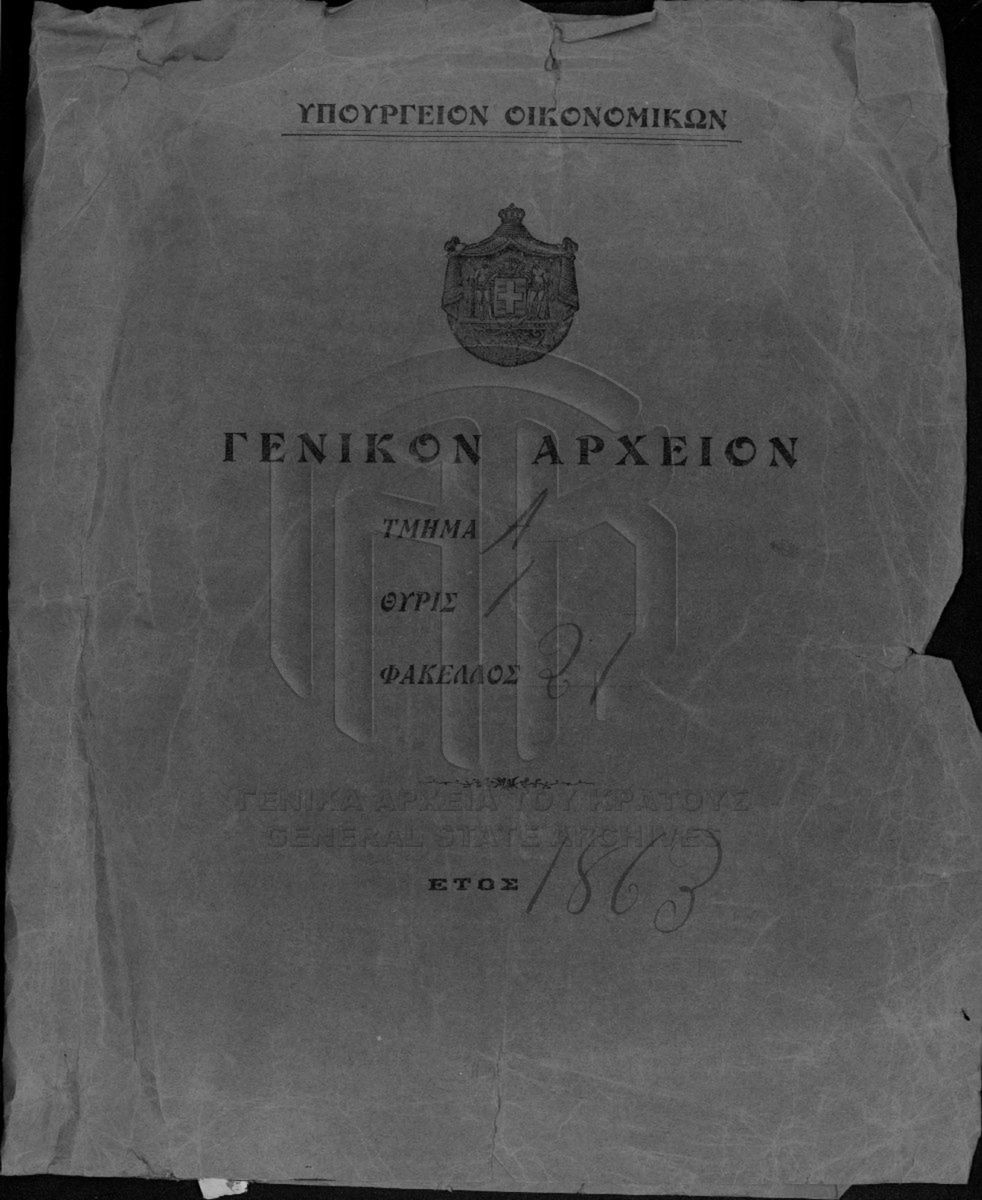 ΥΠΟΥΡΓΕΙΟΝ ΟΙΚΟΝΟΜΙΚΩΝ
ΓΕΝΙΚΟΝ ΑΡΧΕΙΟΝ
ΤΜΗΜΑ Α
ΘΥΡΙΣ 1
ΦΑΚΕΛΛΟΣ 21
ΓΕΝΙΚΑ ΑΡΧΕΙΑ ΤΟΥ ΚΡΑΤΟΥΣ
GENERAL STATE ARCHIVES
ΕΤΟΣ 1863